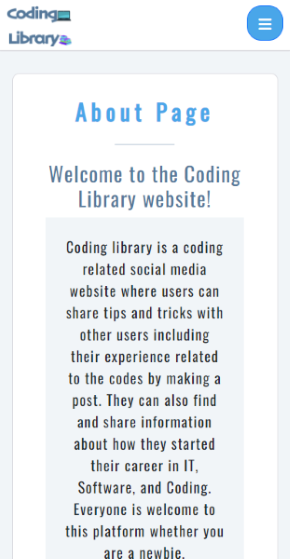 Coding
Library
About Page
Welcome to the Coding
Library website!
Coding library is a coding
related social media
website where users can
share tips and tricks with
other users including
their experience related
to the codes by making a
post. They can also find
and share information
about how they started
their career in IT,
Software, and Coding.
Everyone is welcome to
this platform whether you
are a newbie,